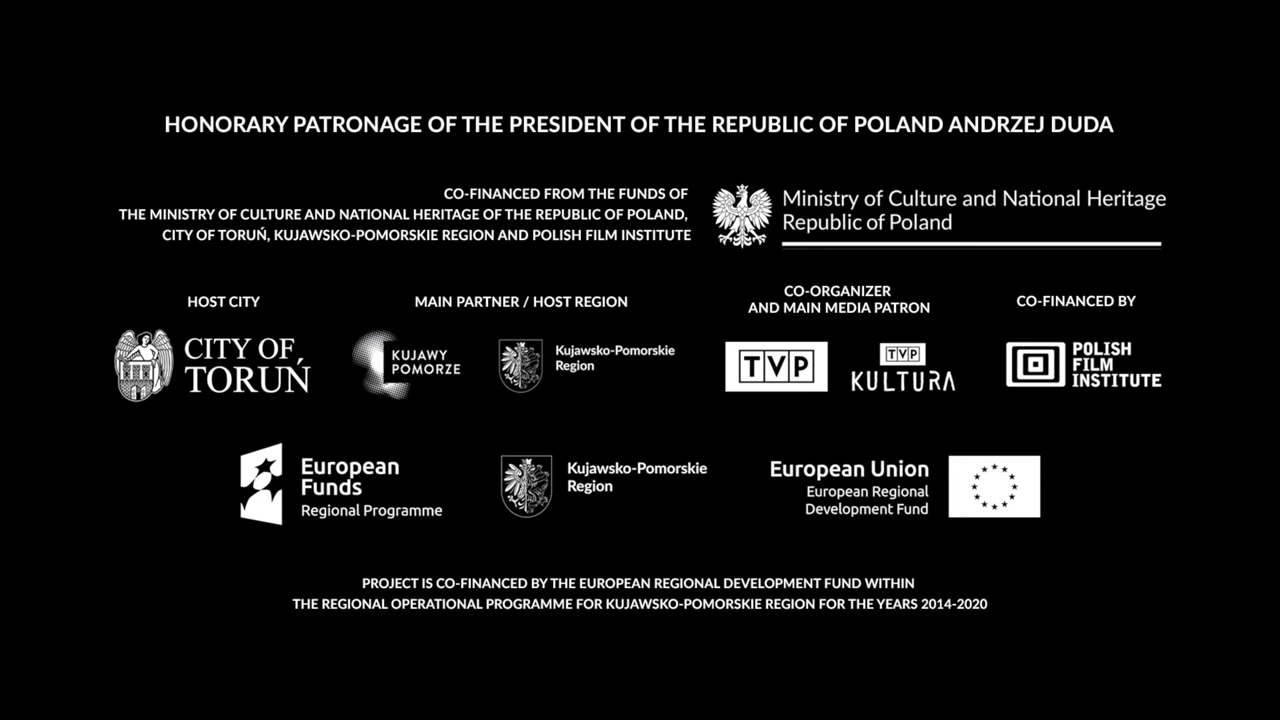 HONORARY PATRONAGE OF THE PRESIDENT OF THE REPUBLIC OF POLAND ANDRZEJ DUDA
CO-FINANCED FROM THE FUNDS OF
THE MINISTRY OF CULTURE AND NATIONAL HERITAGE OF THE REPUBLIC OF POLAND,
CITY OF TORUŃ, KUJAWSKO-POMORSKIE REGION AND POLISH FILM INSTITUTE
Ministry of Culture and National Heritage
Republic of Poland
HOST CITY
CITY OF
TORUŃ
MAIN PARTNER / HOST REGION
KUJAWY
POMORZE
Kujawsko-Pomorskie
Region
CO-ORGANIZER
AND MAIN MEDIA PATRON
TVP
TVP
KULTURA
CO-FINANCED BY
POLISH
FILM
INSTITUTE
European
Funds
Regional Programme
Kujawsko-Pomorskie
Region
European Union
European Regional
Development Fund
PROJECT IS CO-FINANCED BY THE EUROPEAN REGIONAL DEVELOPMENT FUND WITHIN
THE REGIONAL OPERATIONAL PROGRAMME FOR KUJAWSKO-POMORSKIE REGION FOR THE YEARS 2014-2020